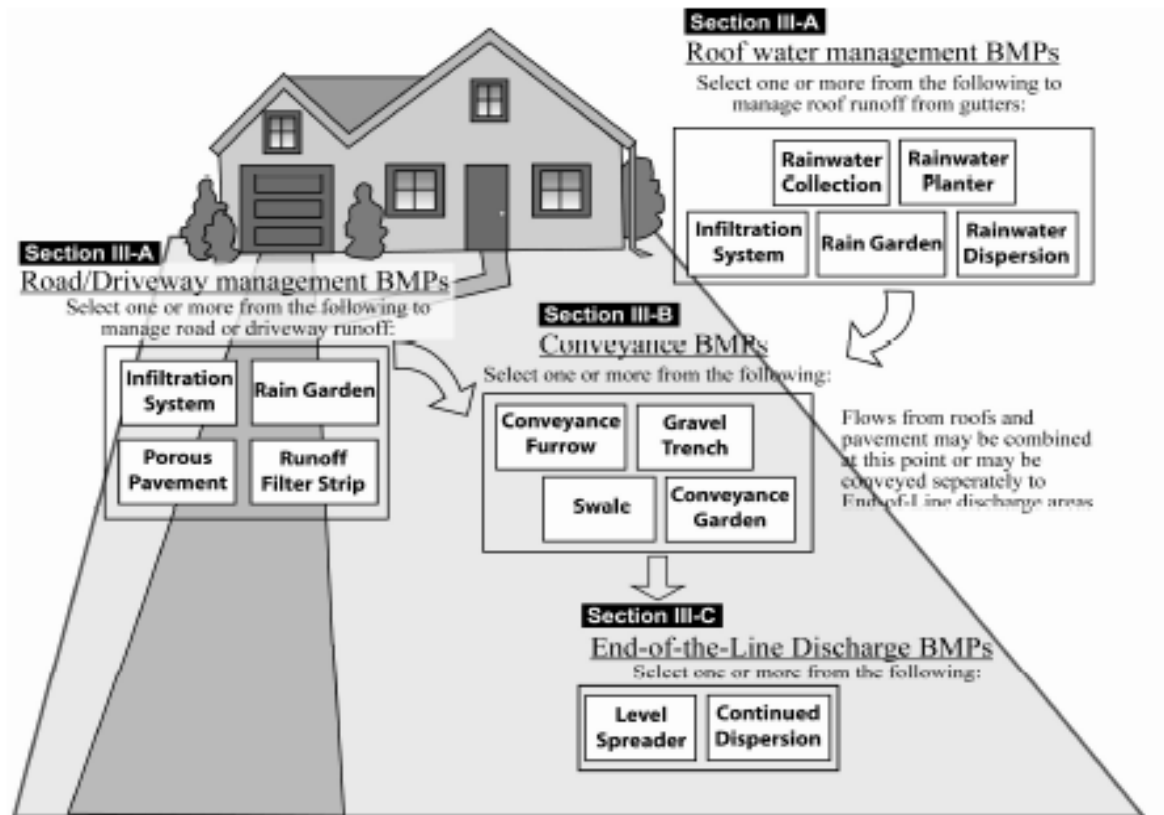 Section III-A
Roof water management BMPs
Select one or more from the following to
manage roof runoff from gutters:
Rainwater
Collection
Rainwater
Planter
Infiltration
System
Rain Garden
Rainwater
Dispersion
Section III-A
Road/Driveway management BMPs
Select one or more from the following to
manage road or driveway runoff:
Infiltration
System
Rain Garden
Porous
Pavement
Runoff
Filter Strip
Section III-B
Conveyance BMPs
Select one or more from the following:
Conveyance
Furrow
Gravel
Trench
Swale
Conveyance
Garden
Flows from roofs and
pavement may be combined
at this point or may be
conveyed seperately to
End-of-Line discharge areas
Section III-C
End-of-the-Line Discharge BMPs
Select one or more from the following:
Level
Spreader
Continued
Dispersion